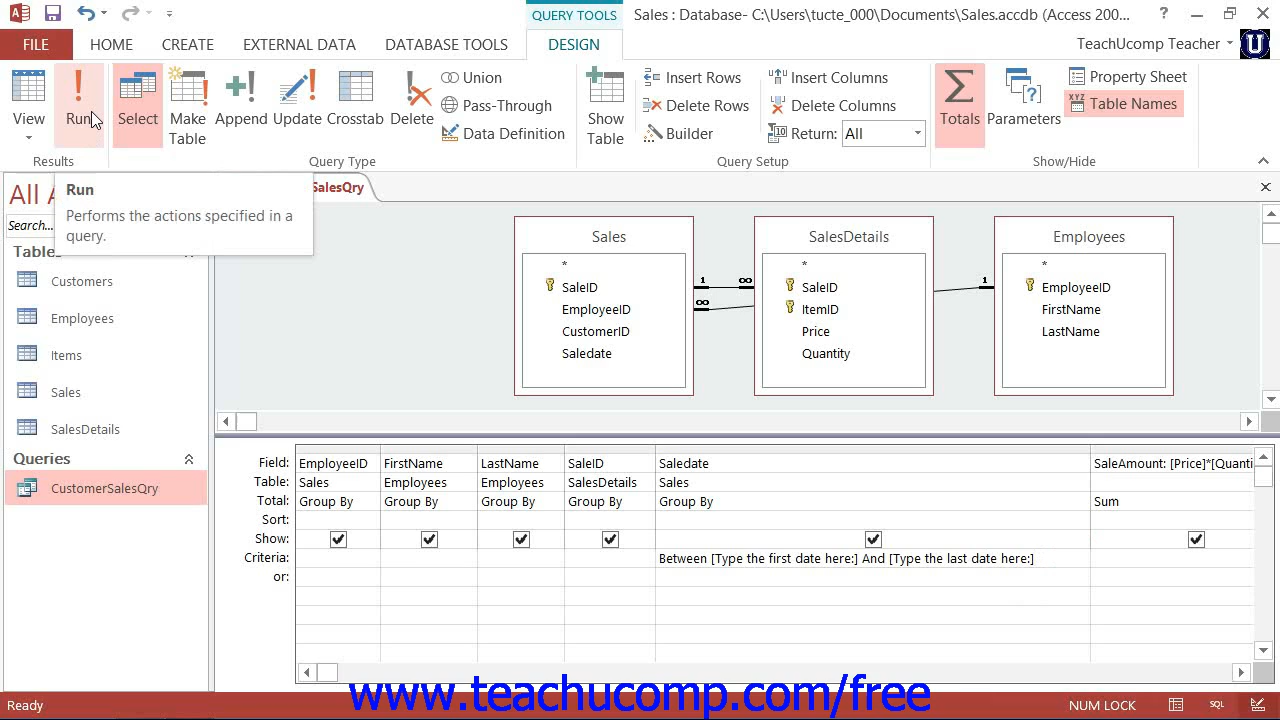 QUERY TOOLS
Sales : Database- C:\Users\tucte_000\Documents\Sales.accdb (Access 200...
?
FILE HOME CREATE EXTERNAL DATA DATABASE TOOLS DESIGN
TeachUcomp Teacher
U
View
Run
Select
Make
Table
Append
Update
Crosstab
Delete
Union
Pass-Through
Data Definition
Show
Table
Insert Rows
Delete Rows
Builder
Insert Columns
Delete Columns
Return: All
Totals
Parameters
Property Sheet
XYZ Table Names
Results Query Type Query Setup Show/Hide
All A
Run
Performs the actions specified in a
query.
SalesQry
Search...
Tables
Customers
Employees
Items
Sales
SalesDetails
Queries
CustomerSalesQry
Sales
*
SaleID
EmployeeID
CustomerID
Saledate
1 ∞
∞
SalesDetails
*
SaleID
ItemID
Price
Quantity
1
Employees
*
EmployeeID
FirstName
LastName
Field: EmployeeID FirstName LastName SaleID Saledate SaleAmount: [Price]*[Quanti
Table: Sales Employees Employees SalesDetails Sales
Total: Group By Group By Group By Group By Group By Sum
Sort:
Show:
Criteria: Between [Type the first date here:] And [Type the last date here:]
or:
www.teachucomp.com/free
Ready NUM LOCK SQL